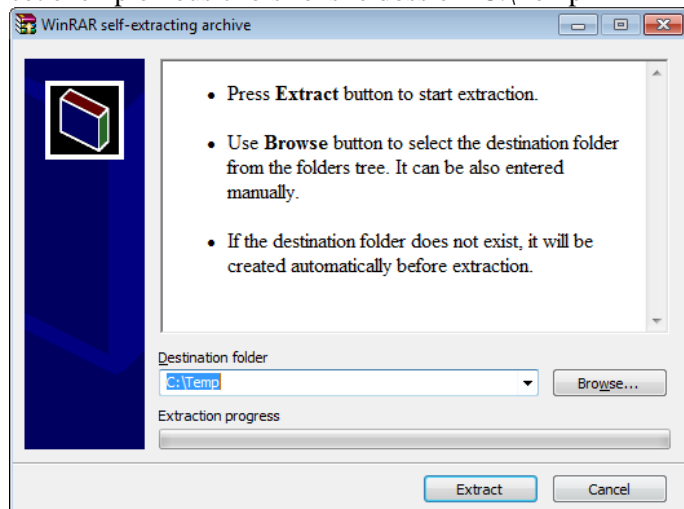 WinRAR self-extracting archive
• Press Extract button to start extraction.
• Use Browse button to select the destination folder
from the folders tree. It can be also entered
manually.
• If the destination folder does not exist, it will be
created automatically before extraction.
Destination folder
C:\Temp
Browse...
Extraction progress
Extract
Cancel